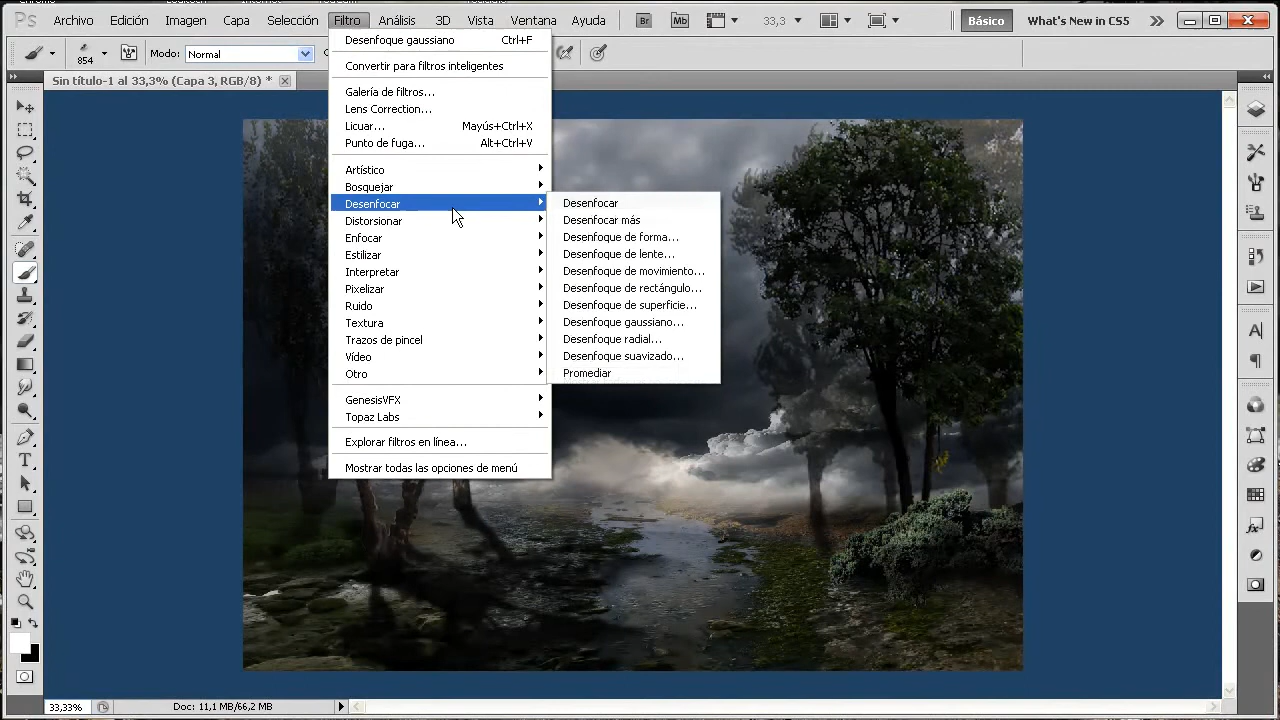 Ps Archivo Edición Imagen Capa Selección Filtro Análisis 3D Vista Ventana Ayuda Br Mb 33,3 Básico What's New in CS5
854 Modo: Normal
Sin título-1 al 33,3% (Capa 3, RGB/8) *
Desenfoque gaussiano Ctrl+F
Convertir para filtros inteligentes
Galería de filtros...
Lens Correction...
Licuar... Mayús+Ctrl+X
Punto de fuga... Alt+Ctrl+V
Artístico
Bosquejar
Desenfocar
Distorsionar
Enfocar
Estilizar
Interpretar
Pixelizar
Ruido
Textura
Trazos de pincel
Vídeo
Otro
GenesisVFX
Topaz Labs
Explorar filtros en línea...
Mostrar todas las opciones de menú
Desenfocar
Desenfocar más
Desenfoque de forma...
Desenfoque de lente...
Desenfoque de movimiento...
Desenfoque de rectángulo...
Desenfoque de superficie...
Desenfoque gaussiano...
Desenfoque radial...
Desenfoque suavizado...
Promediar
33,33% Doc: 11,1 MB/66,2 MB